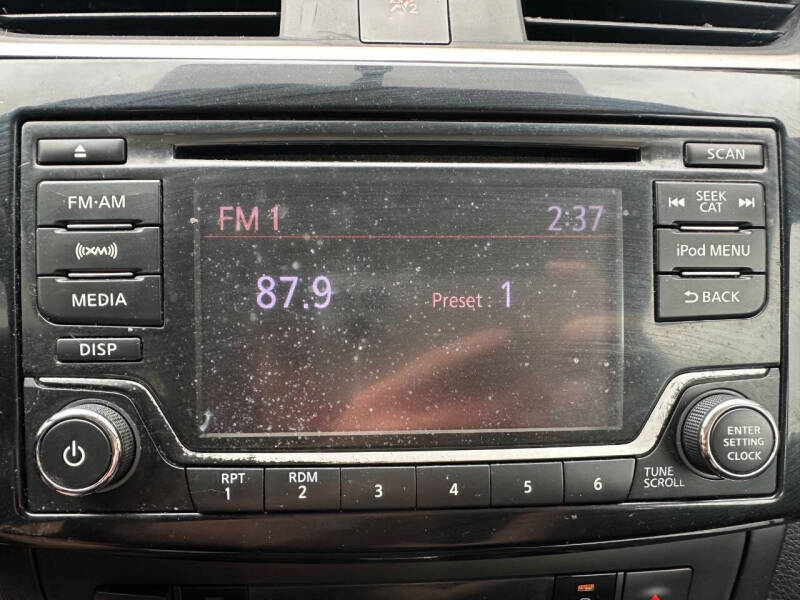 SCAN
FM·AM
SEEK
CAT
FM 1
2:37
XM
iPod MENU
87.9
Preset : 1
MEDIA
BACK
DISP
ENTER
SETTING
CLOCK
RPT
1
RDM
2
3
4
5
6
TUNE
SCROLL